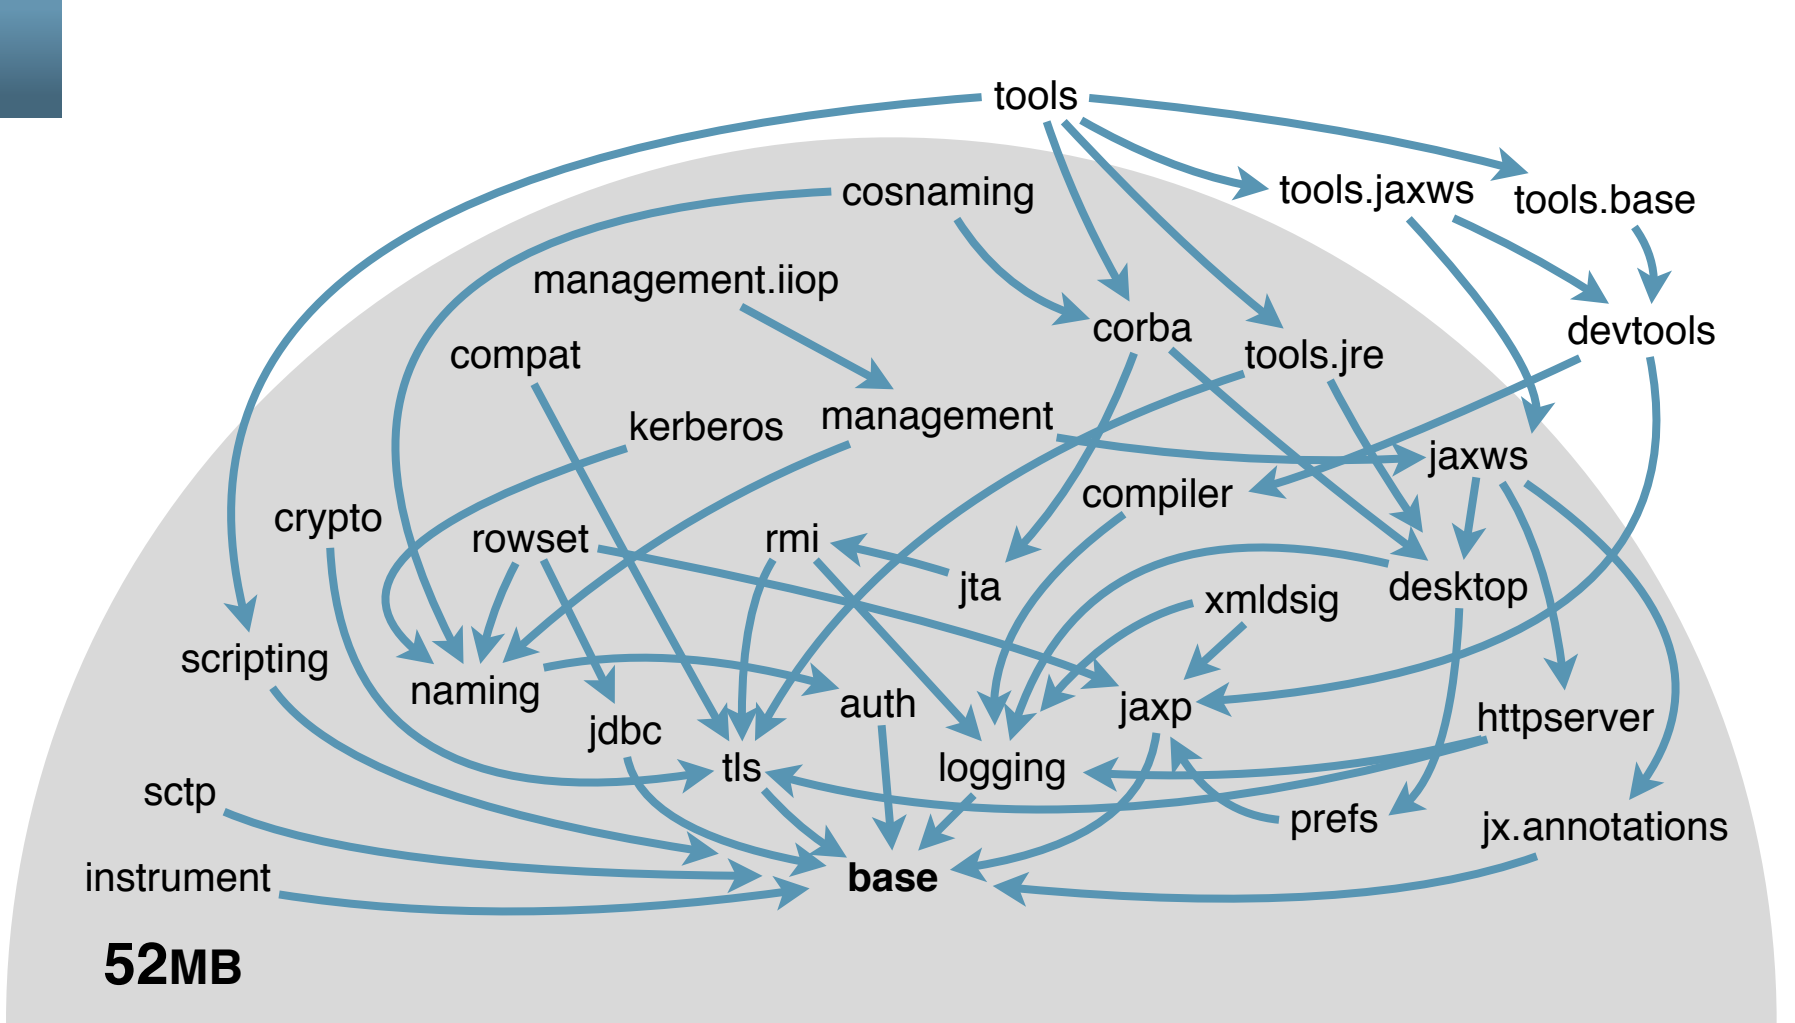 tools
cosnaming
tools.jaxws
tools.base
management.iiop
corba
devtools
compat
tools.jre
kerberos
management
jaxws
compiler
crypto
rowset
rmi
jta
desktop
xmldsig
scripting
naming
auth
jaxp
httpserver
jdbc
tls
logging
sctp
prefs
jx.annotations
instrument
base
52MB